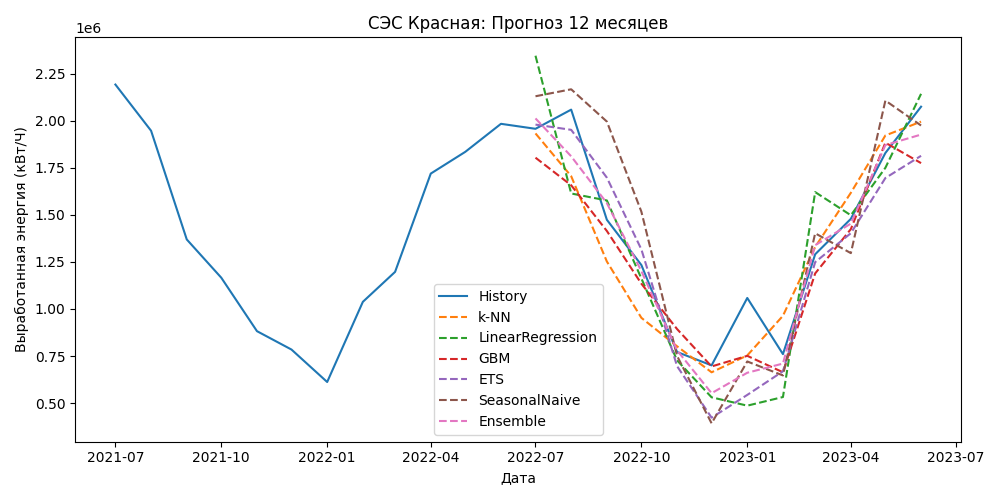 СЭС Красная: Прогноз 12 месяцев
1e6
2.25
2.00
1.75
1.50
1.25
1.00
0.75
0.50
Выработанная энергия (кВт/Ч)
History
k-NN
LinearRegression
GBM
ETS
SeasonalNaive
Ensemble
2021-07 2021-10 2022-01 2022-04 2022-07 2022-10 2023-01 2023-04 2023-07
Дата